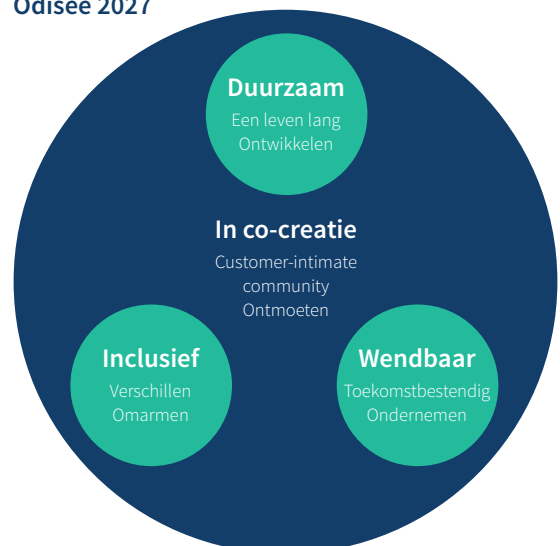 Odisee 2027
Duurzaam
Een leven lang
Ontwikkelen
In co-creatie
Customer-intimate
community
Ontmoeten
Inclusief
Verschillen
Omarmen
Wendbaar
Toekomstbestendig
Ondernemen